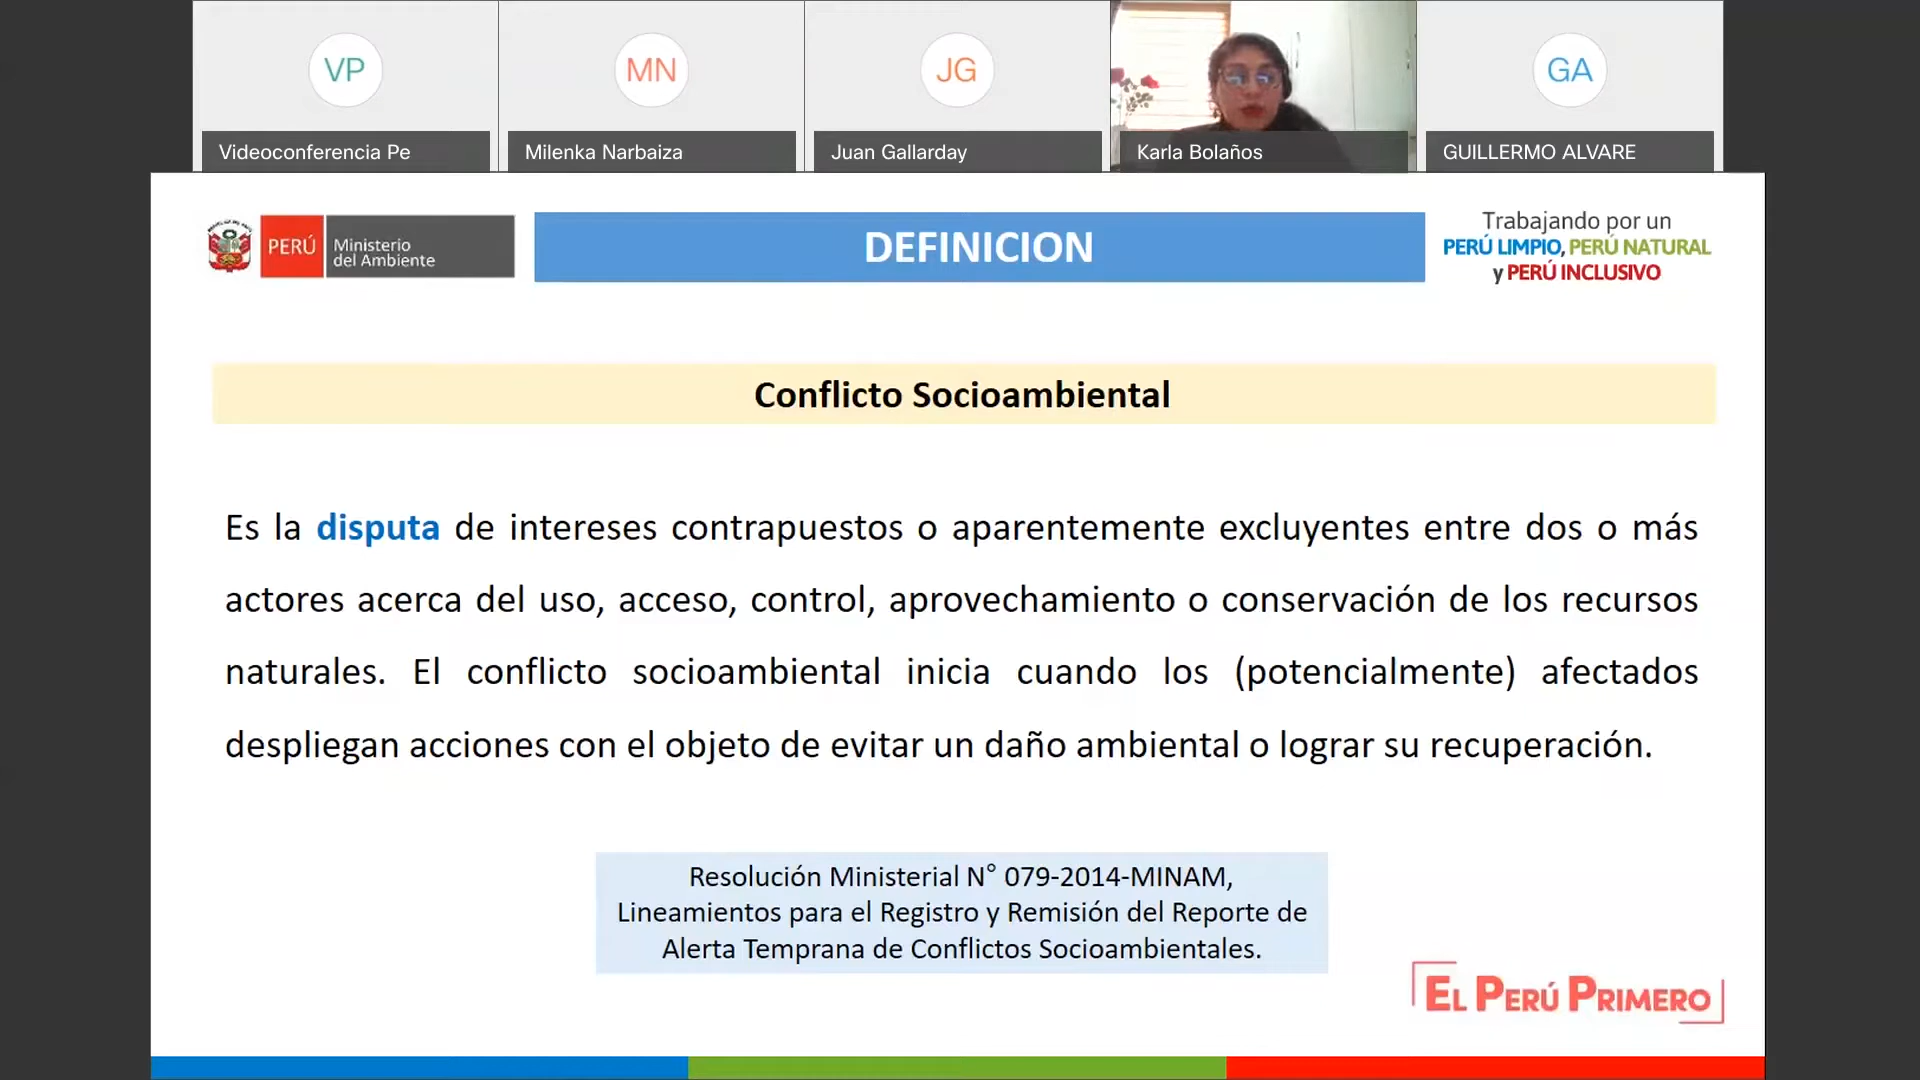 VP
MN
JG
GA
Videoconferencia Pe
Milenka Narbaiza
Juan Gallarday
Karla Bolaños
GUILLERMO ALVARE
PERÚ
Ministerio
del Ambiente
DEFINICION
Trabajando por un
PERÚ LIMPIO, PERÚ NATURAL
y PERÚ INCLUSIVO
Conflicto Socioambiental
Es la disputa de intereses contrapuestos o aparentemente excluyentes entre dos o más
actores acerca del uso, acceso, control, aprovechamiento o conservación de los recursos
naturales. El conflicto socioambiental inicia cuando los (potencialmente) afectados
despliegan acciones con el objeto de evitar un daño ambiental o lograr su recuperación.
Resolución Ministerial N° 079-2014-MINAM,
Lineamientos para el Registro y Remisión del Reporte de
Alerta Temprana de Conflictos Socioambientales.
EL PERÚ PRIMERO